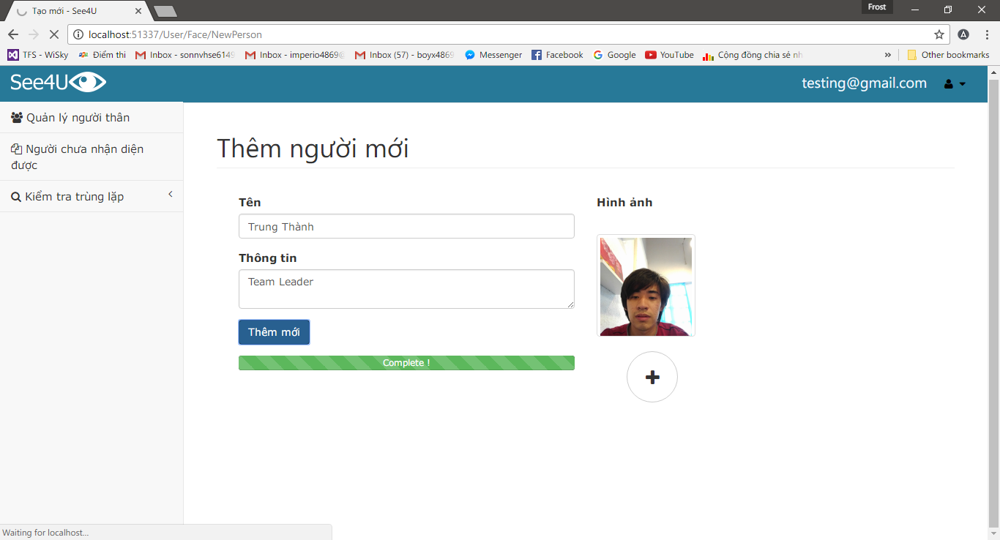 Tạo mới - See4U
Frost
localhost:51337/User/Face/NewPerson
TFS - WiSky
Điểm thi
Inbox - sonnvhse6149
Inbox - imperio4869@
Inbox (57) - boyx4869
Messenger
Facebook
Google
YouTube
Cộng đồng chia sẻ nh
»
Other bookmarks
See4U
testing@gmail.com
Quản lý người thân
Người chưa nhận diện
được
Kiểm tra trùng lặp
Thêm người mới
Tên
Trung Thành
Thông tin
Team Leader
Thêm mới
Complete !
Hình ảnh
Waiting for localhost...